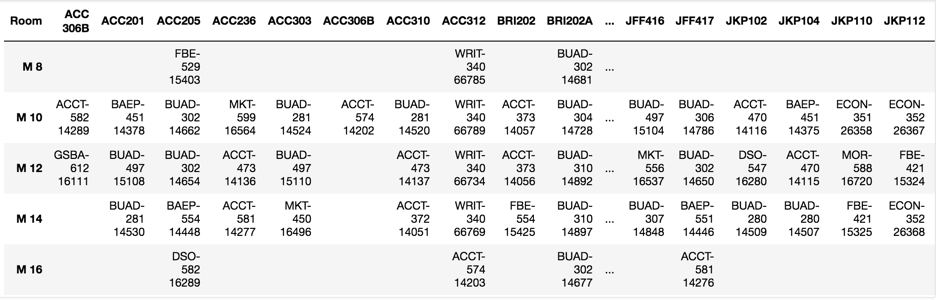 ACC
Room 306B ACC201 ACC205 ACC236 ACC303 ACC306B ACC310 ACC312 BRI202 BRI202A ... JFF416 JFF417 JKP102 JKP104 JKP110 JKP112
FBE- WRIT- BUAD-
M 8 529 340 302 ...
15403 66785 14681
ACCT- BAEP- BUAD- MKT- BUAD- ACCT- BUAD- WRIT- ACCT- BUAD- BUAD- BUAD- ACCT- BAEP- ECON- ECON-
M 10 582 451 302 599 281 574 281 340 373 304 ... 497 306 470 451 351 352
14289 14378 14662 16564 14524 14202 14520 66789 14057 14728 15104 14786 14116 14375 26358 26367
GSBA- BUAD- BUAD- ACCT- BUAD- ACCT- WRIT- ACCT- BUAD- MKT- BUAD- DSO- ACCT- MOR- FBE-
M 12 612 497 302 473 497 473 340 373 310 ... 556 302 547 470 588 421
16111 15108 14654 14136 15110 14137 66734 14056 14892 16537 14650 16280 14115 16720 15324
BUAD- BAEP- ACCT- MKT- ACCT- WRIT- FBE- BUAD- BUAD- BAEP- BUAD- BUAD- FBE- ECON-
M 14 281 554 581 450 372 340 554 310 ... 307 551 280 280 421 352
14530 14448 14277 16496 14051 66769 15425 14897 14848 14446 14509 14507 15325 26368
DSO- ACCT- BUAD- ACCT-
M 16 582 574 302 ... 581
16289 14203 14677 14276